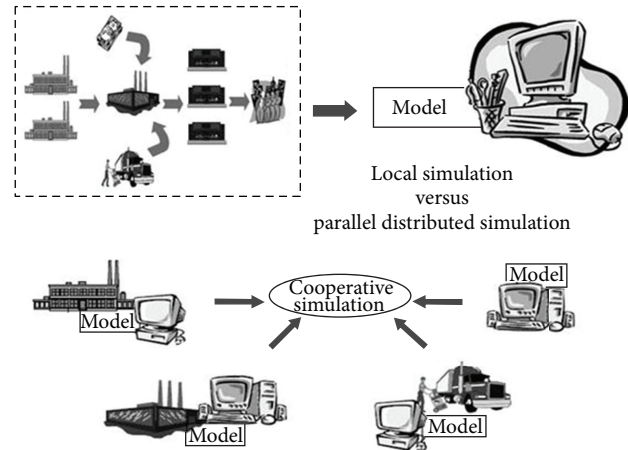 Model
Local simulation
versus
parallel distributed simulation
Model
Cooperative
simulation
Model
Model
Model